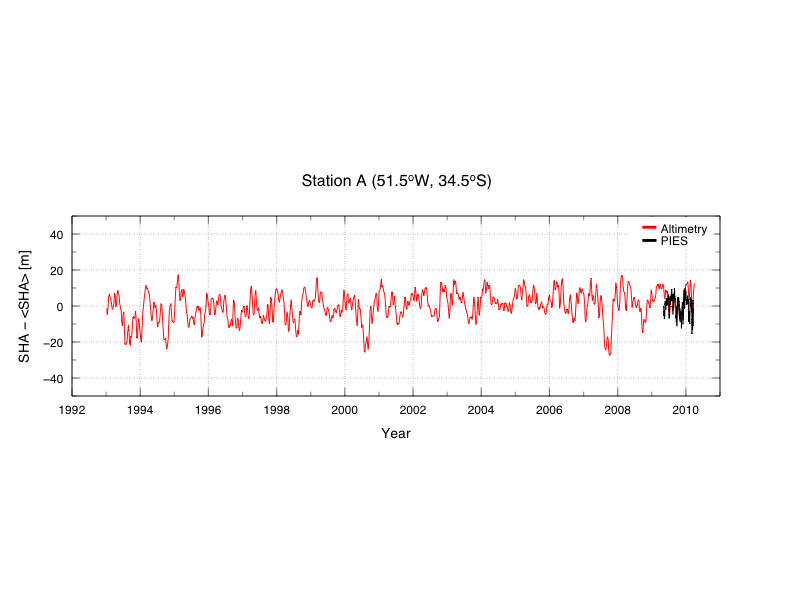 Station A (51.5ºW, 34.5ºS)
Altimetry
PIES
SHA − <SHA> [m]
40
20
0
−20
−40
1992 1994 1996 1998 2000 2002 2004 2006 2008 2010
Year